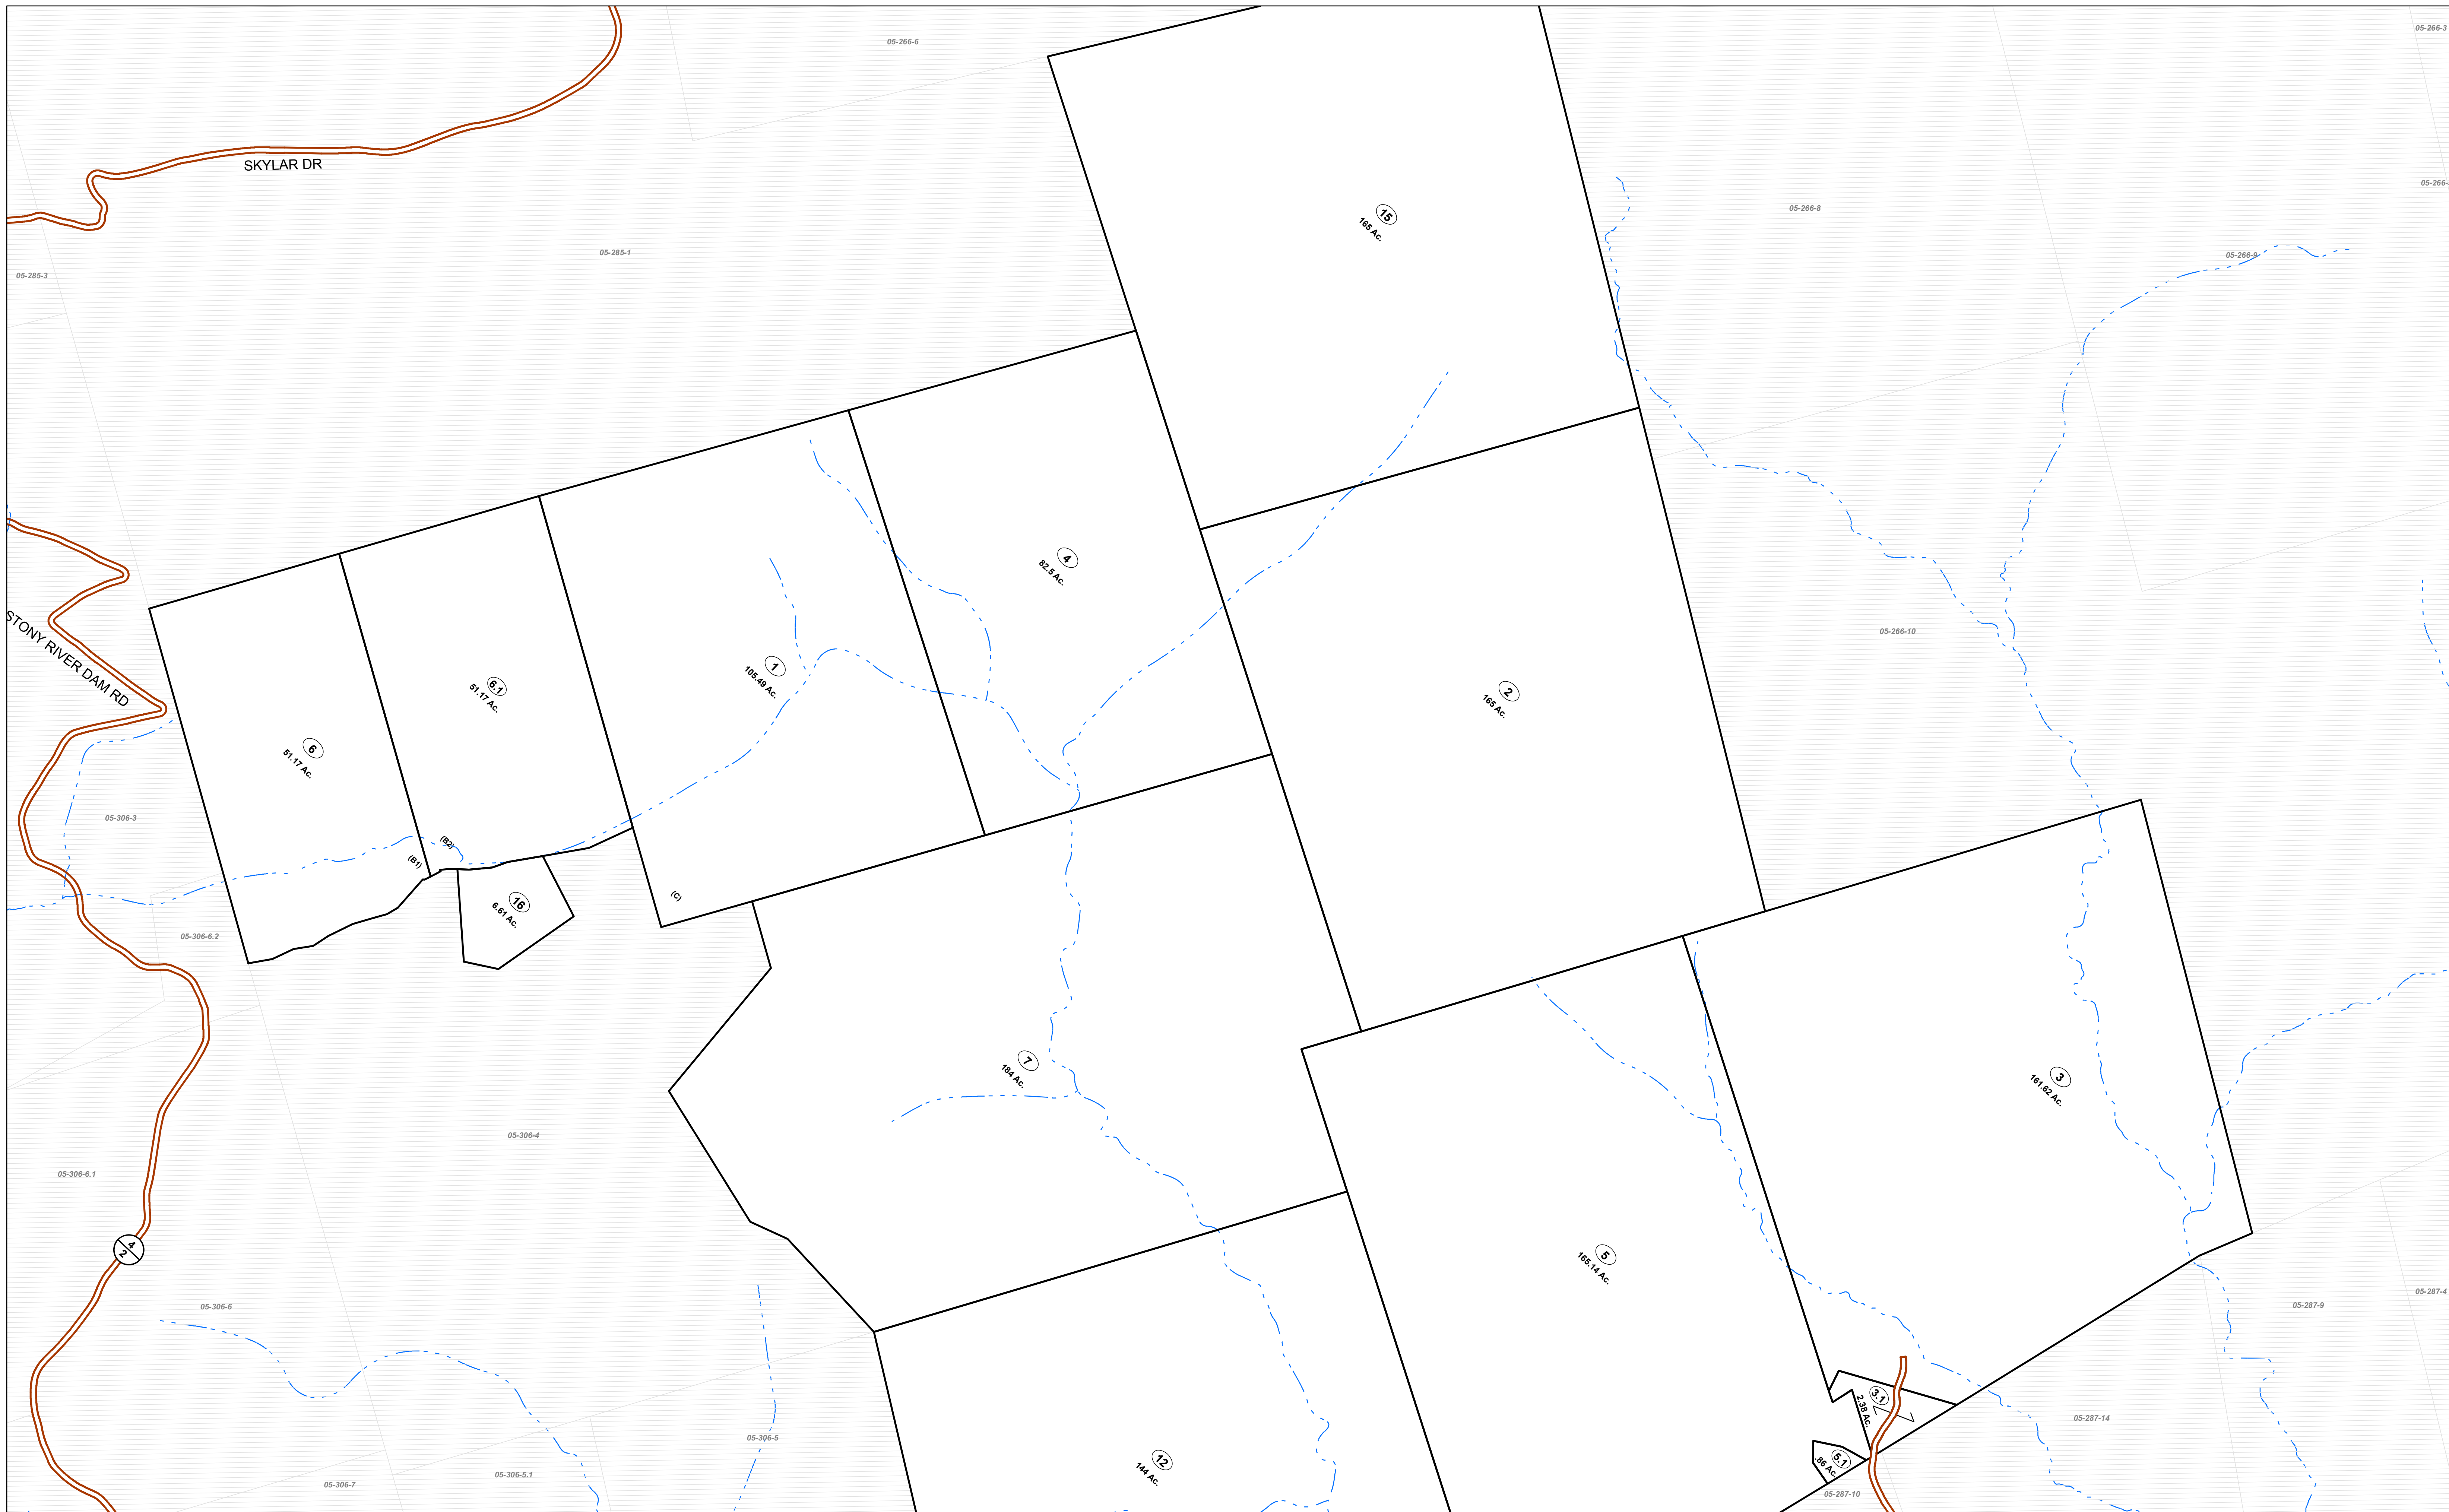 05-266-6
05-266-3
SKYLAR DR
05-266-
05-266-8
15
165 Ac.
05-285-1
05-266-9
05-285-3
4
82.5 Ac.
STONY RIVER DAM RD
05-266-10
1
105.49 Ac.
6.1
51.17 Ac.
2
165 Ac.
6
51.17 Ac.
05-306-3
(B2)
(B1)
(C)
16
6.61 Ac.
05-306-6.2
7
184 Ac.
3
161.62 Ac.
05-306-4
05-306-6.1
4
2
5
165.14 Ac.
05-287-4
05-306-6
05-287-9
3.1
2.38 Ac.
05-287-14
05-306-5
12
144 Ac.
5.1
.86 Ac.
05-306-5.1
05-306-7
05-287-10